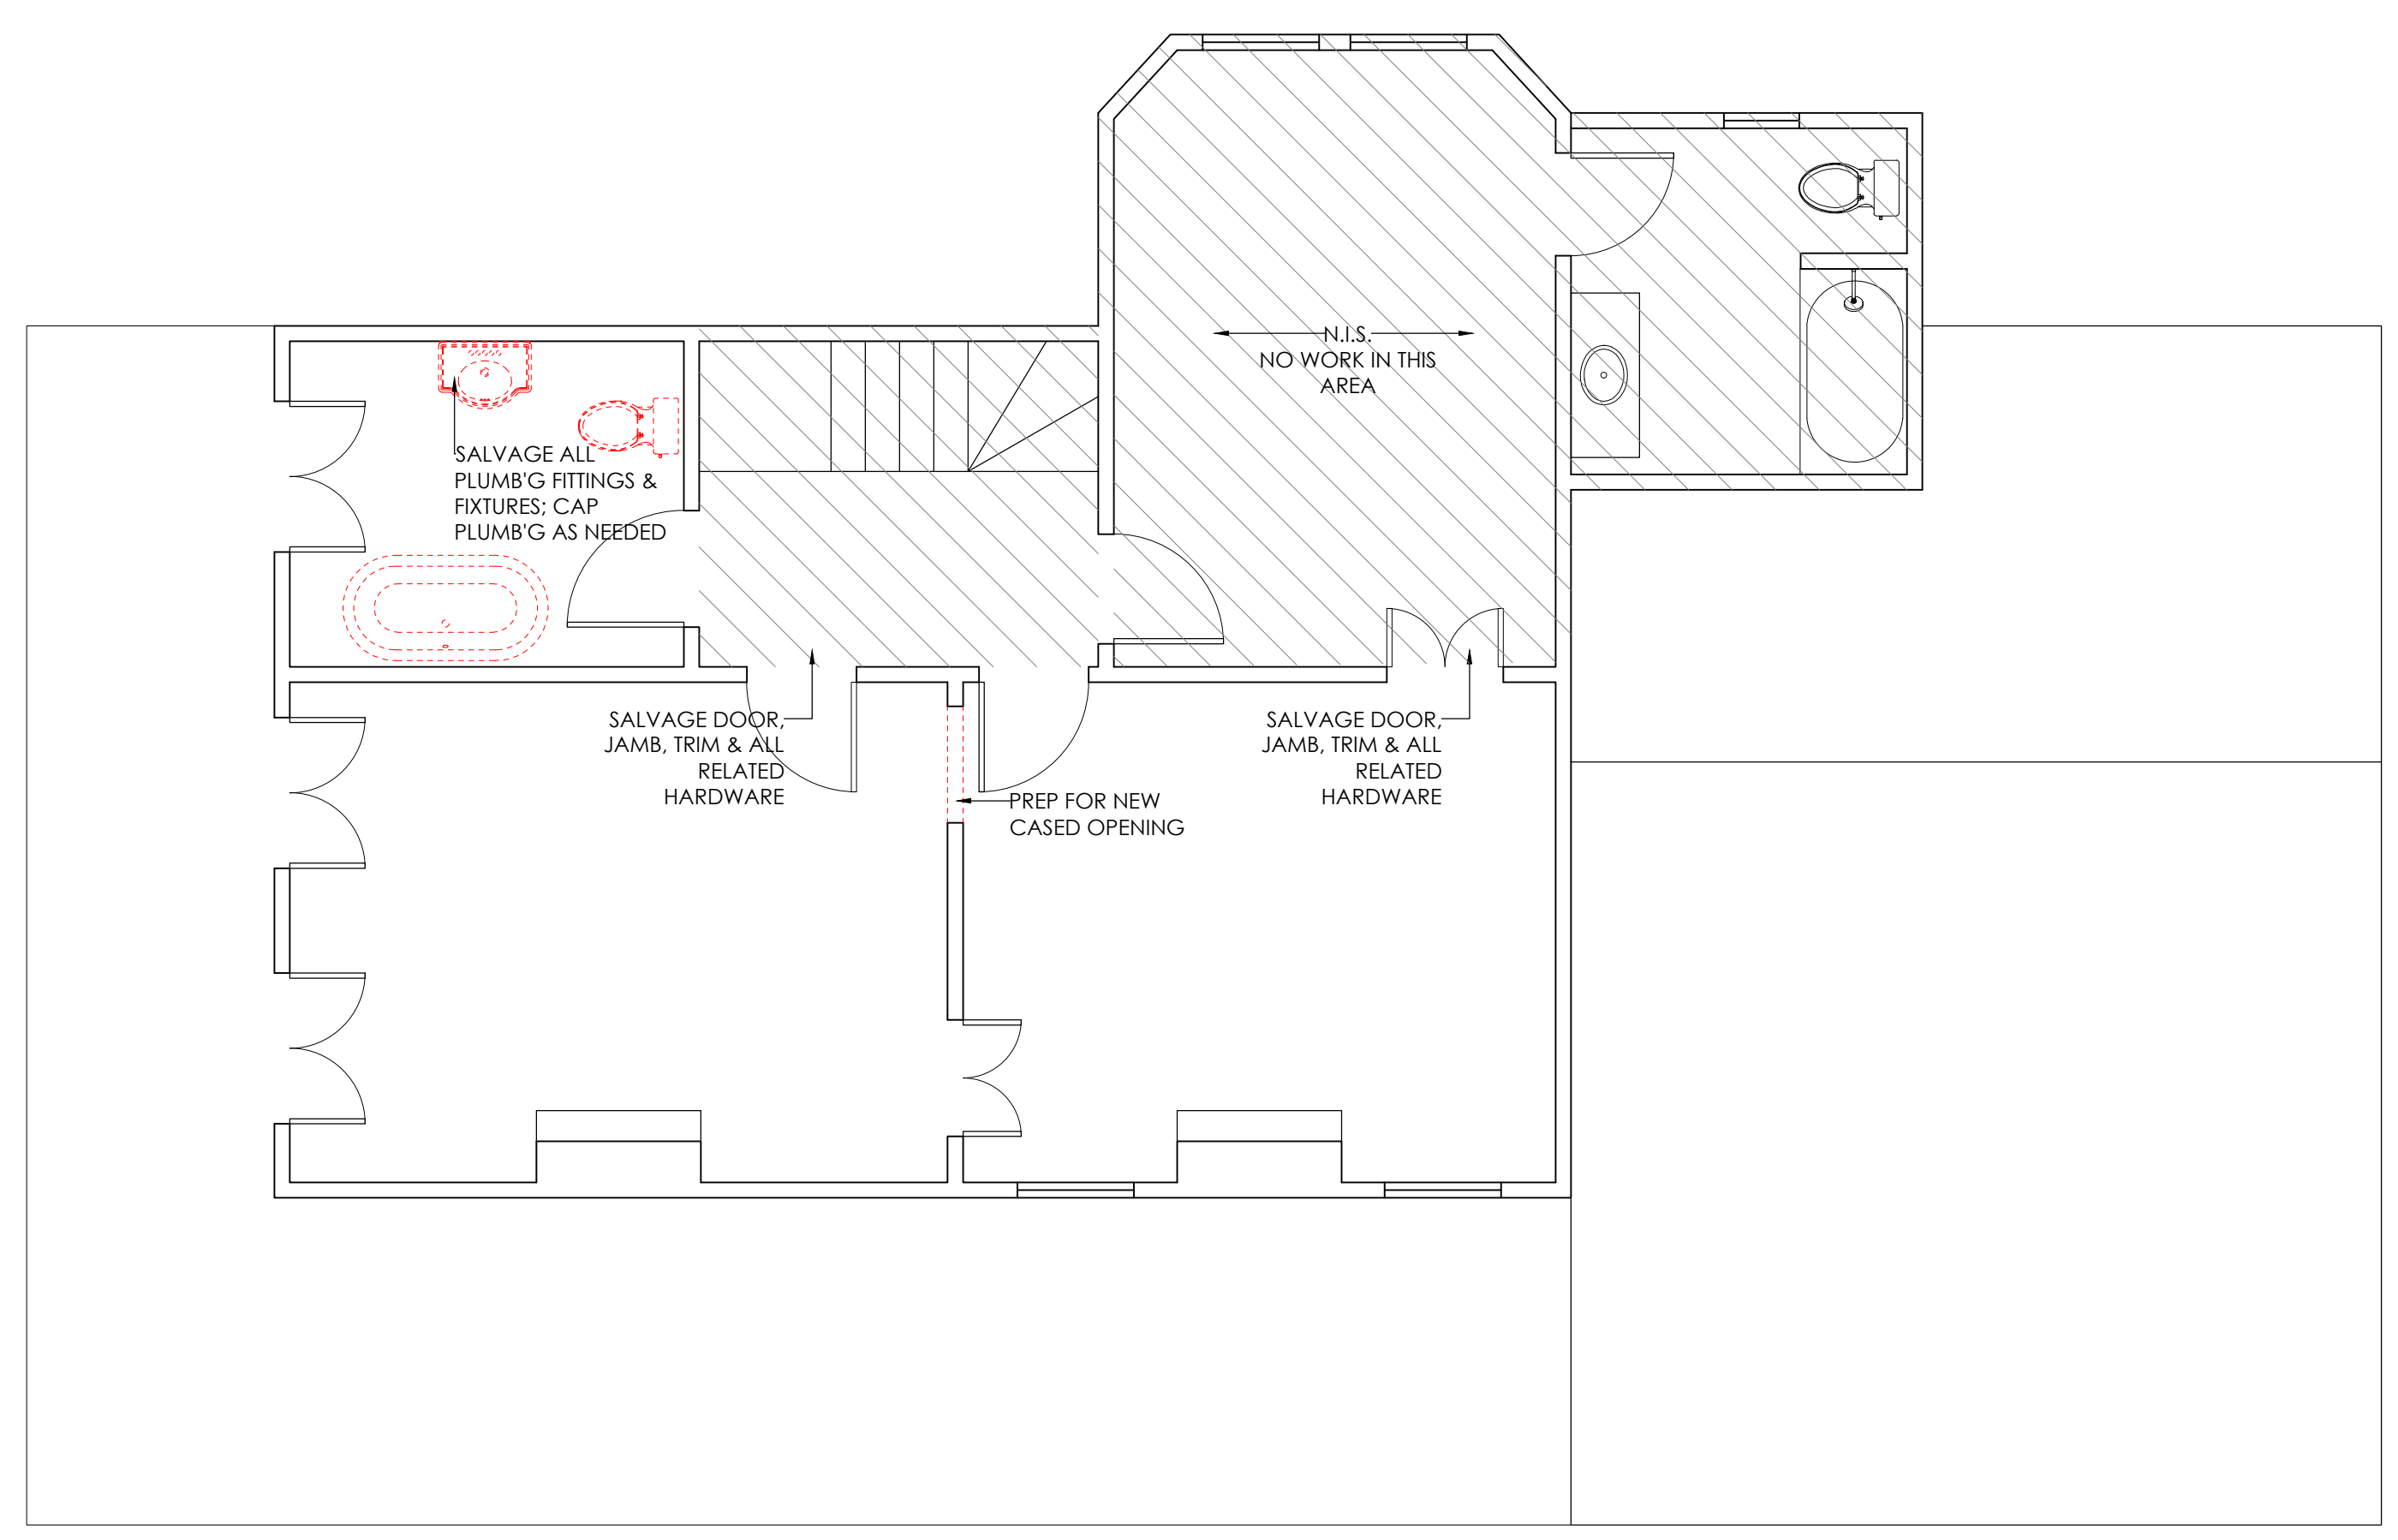 N.I.S.
NO WORK IN THIS
AREA
SALVAGE ALL
PLUMB'G FITTINGS &
FIXTURES; CAP
PLUMB'G AS NEEDED
SALVAGE DOOR,
JAMB, TRIM & ALL
RELATED
HARDWARE
SALVAGE DOOR,
JAMB, TRIM & ALL
RELATED
HARDWARE
PREP FOR NEW
CASED OPENING